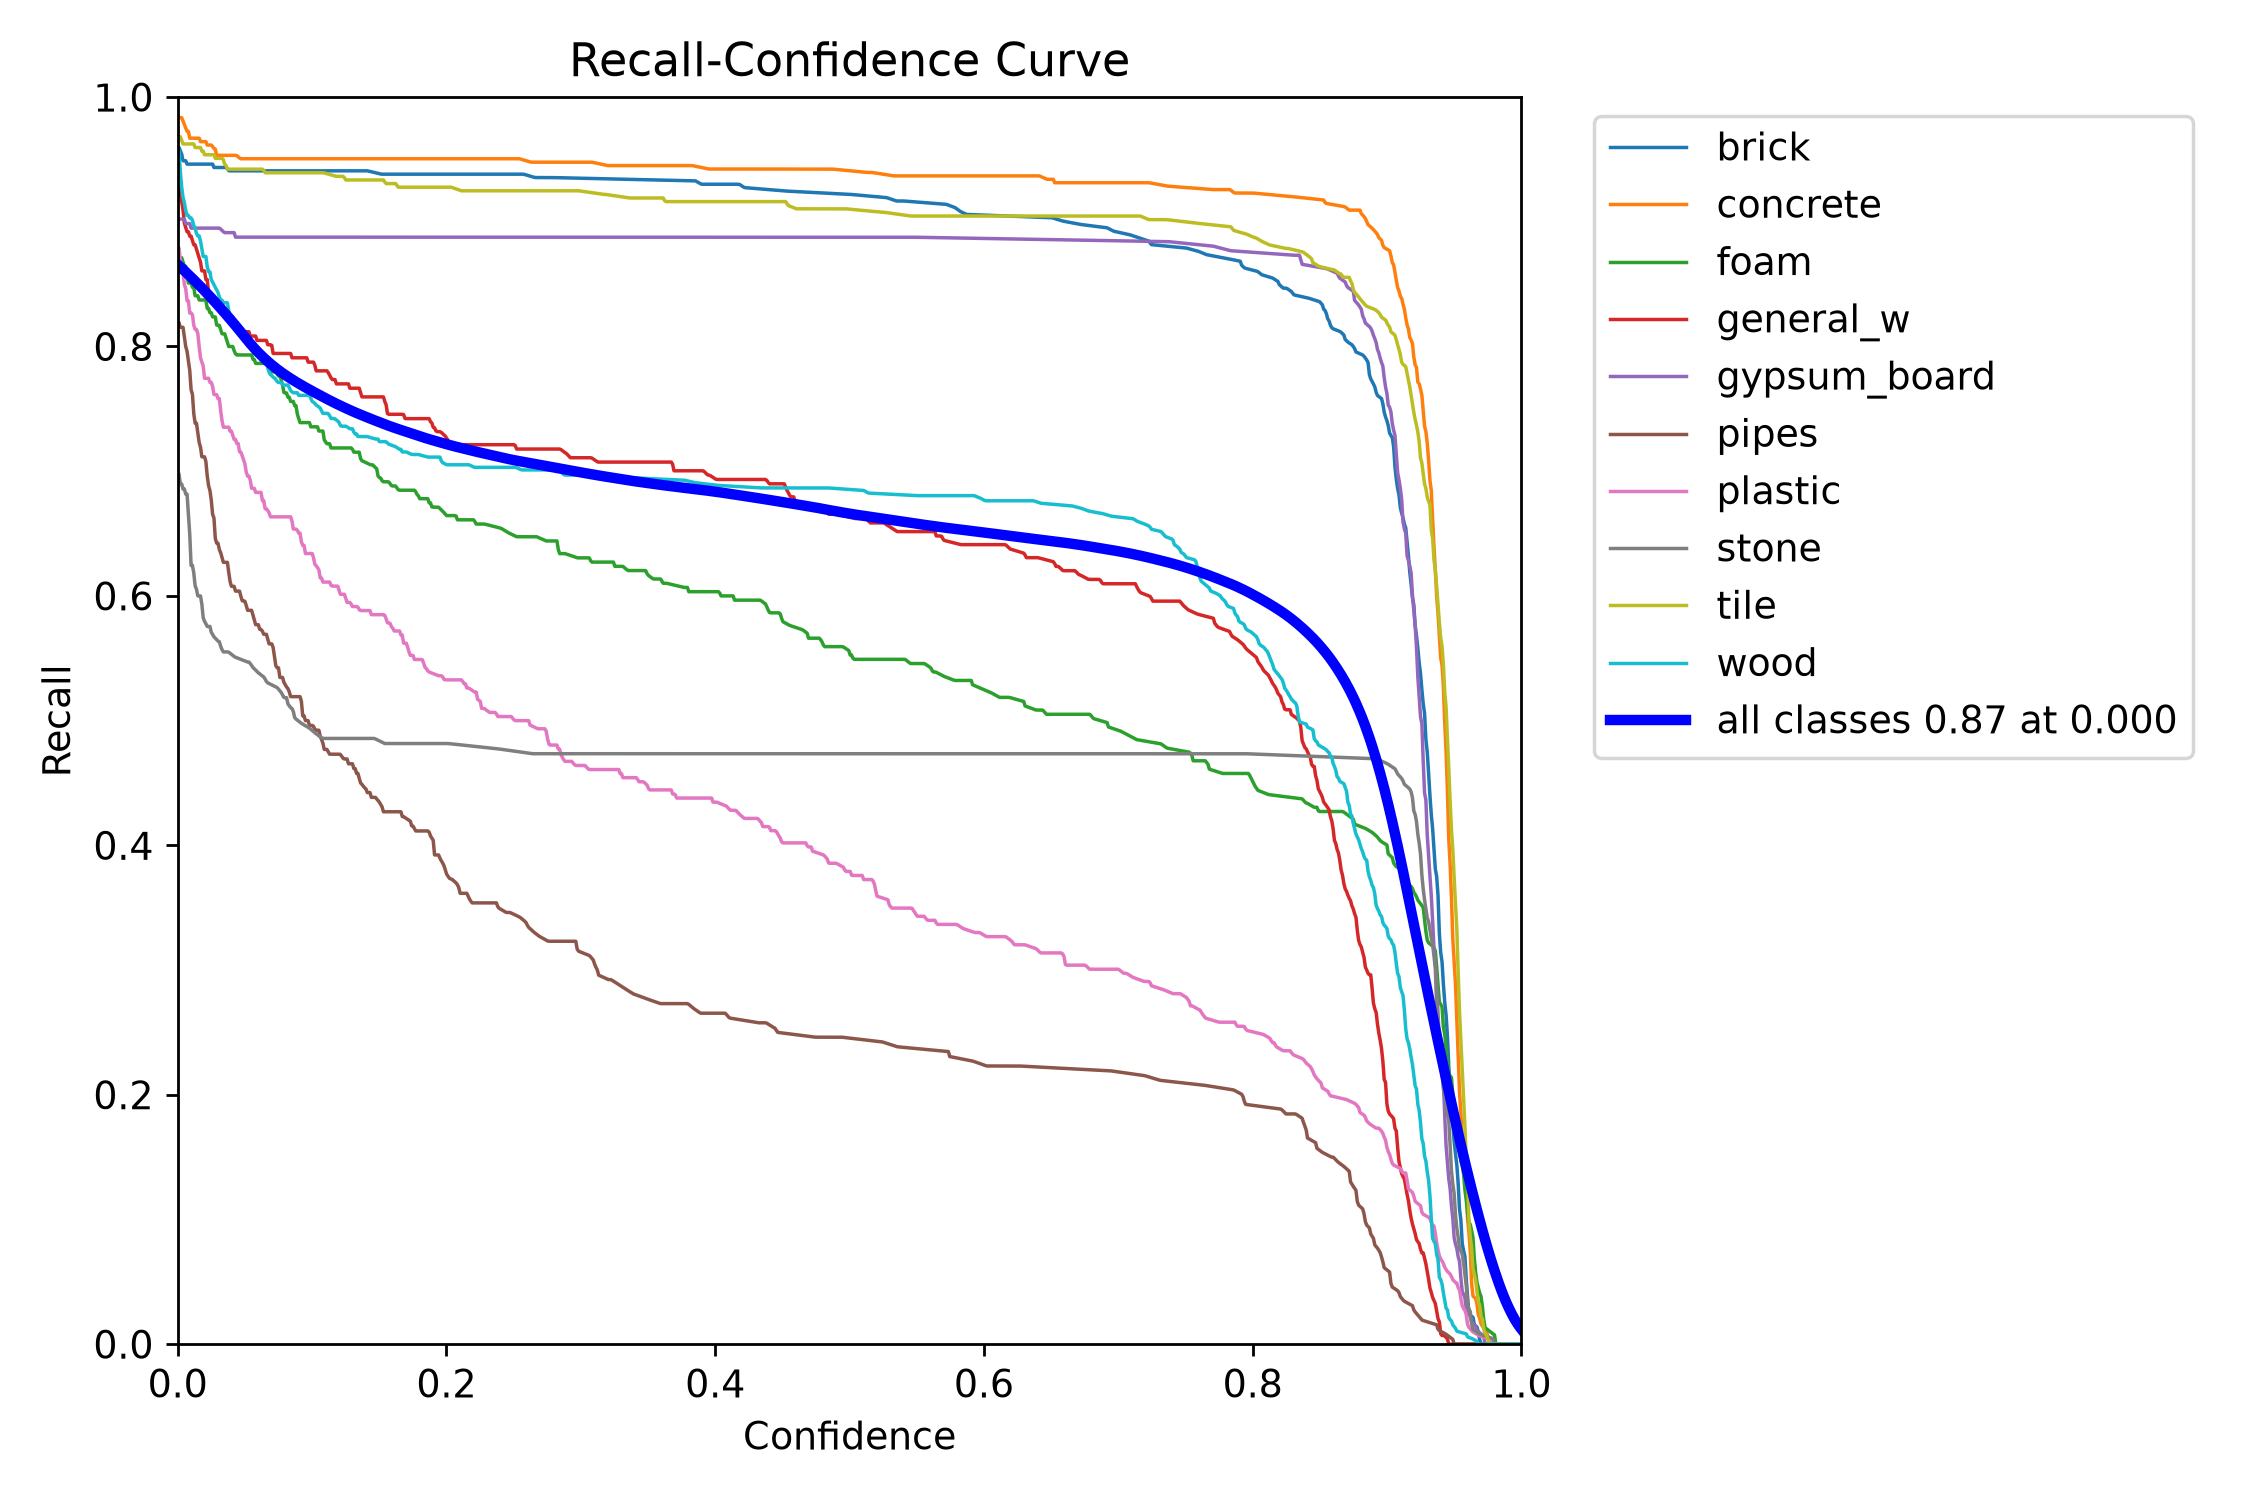 Recall-Confidence Curve
1.0
0.8
0.6
0.4
0.2
0.0
Recall
0.0 0.2 0.4 0.6 0.8 1.0
Confidence
brick
concrete
foam
general_w
gypsum_board
pipes
plastic
stone
tile
wood
all classes 0.87 at 0.000